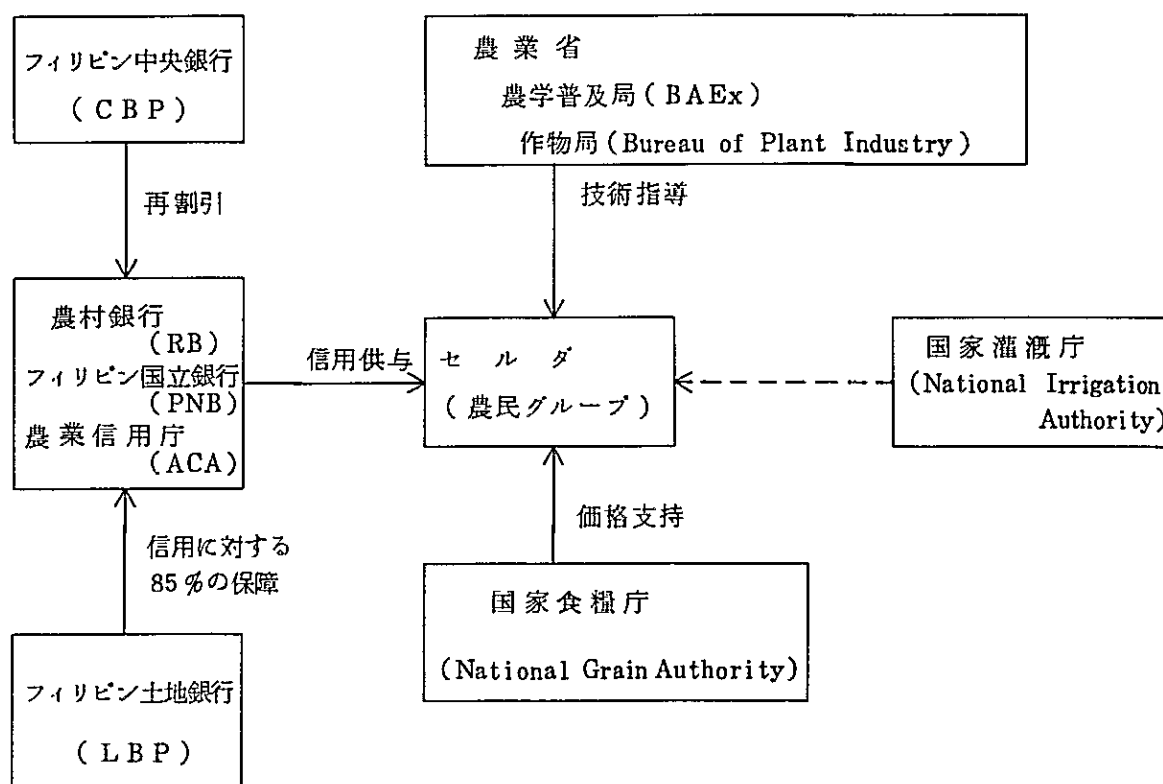 フィリピン中央銀行
(CBP)
農業省
農学普及局(BAEx)
作物局(Bureau of Plant Industry)
再割引
技術指導
農村銀行
(RB)
フィリピン国立銀行
(PNB)
農業信用庁
(ACA)
信用供与
セルダ
(農民グループ)
国家灌漑庁
(National Irrigation
Authority)
信用に対する
85%の保障
価格支持
国家食糧庁
(National Grain Authority)
フィリピン土地銀行
(LBP)